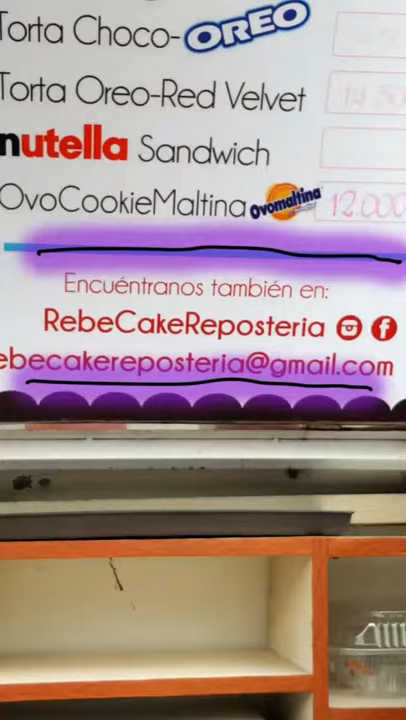 Torta Choco-OREO
Torta Oreo-Red Velvet
nutella Sandwich
OvoCookieMaltina Ovomaltina 12.000
Encuéntranos también en:
RebeCakeReposteria
ebecakereposteria@gmail.com